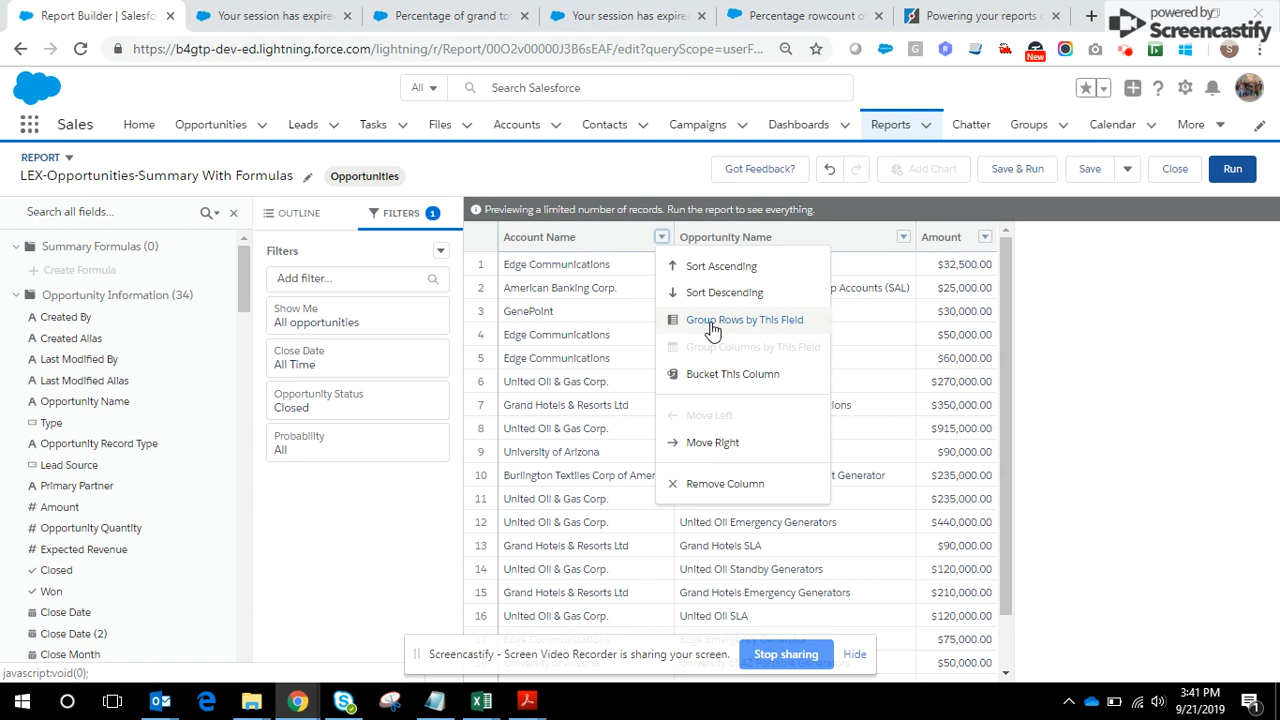 Report Builder | Salesfo
Your session has expire
Percentage of grand to
Your session has expire
Percentage rowcount o
Powering your reports
powered by
Screencastify
https://b4gtp-dev-ed.lightning.force.com/lightning/r/Report/00O2v00000J3B6sEAF/edit?queryScope=userF...
New
All
Search Salesforce
Sales
Home
Opportunities
Leads
Tasks
Files
Accounts
Contacts
Campaigns
Dashboards
Reports
Chatter
Groups
Calendar
More
REPORT
LEX-Opportunities-Summary With Formulas
Opportunities
Got Feedback?
Add Chart
Save & Run
Save
Close
Run
Search all fields...
OUTLINE
FILTERS 1
Previewing a limited number of records. Run the report to see everything.
Summary Formulas (0)
Create Formula
Opportunity Information (34)
Created By
Created Alias
Last Modified By
Last Modified Alias
Opportunity Name
Type
Opportunity Record Type
Lead Source
Primary Partner
Amount
Opportunity Quantity
Expected Revenue
Closed
Won
Close Date
Close Date (2)
Close Month
Filters
Add filter...
Show Me
All opportunities
Close Date
All Time
Opportunity Status
Closed
Probability
All
Account Name Opportunity Name Amount
1 Edge Communications $32,500.00
2 American Banking Corp. p Accounts (SAL) $25,000.00
3 GenePoint $30,000.00
4 Edge Communications $50,000.00
5 Edge Communications $60,000.00
6 United Oil & Gas Corp. $270,000.00
7 Grand Hotels & Resorts Ltd ions $350,000.00
8 United Oil & Gas Corp. $915,000.00
9 University of Arizona $90,000.00
10 Burlington Textiles Corp of Amer t Generator $235,000.00
11 United Oil & Gas Corp. $235,000.00
12 United Oil & Gas Corp. United Oil Emergency Generators $440,000.00
13 Grand Hotels & Resorts Ltd Grand Hotels SLA $90,000.00
14 United Oil & Gas Corp. United Oil Standby Generators $120,000.00
15 Grand Hotels & Resorts Ltd Grand Hotels Emergency Generators $210,000.00
16 United Oil & Gas Corp. United Oil SLA $120,000.00
17 Edge Communications Edge Emergency Generator $75,000.00
University of Arizona University of AZ Portable Generators $50,000.00
Sort Ascending
Sort Descending
Group Rows by This Field
Group Columns by This Field
Bucket This Column
Move Left
Move Right
Remove Column
Screencastify - Screen Video Recorder is sharing your screen.
Stop sharing
Hide
javascript:void(0);
3:41 PM
9/21/2019